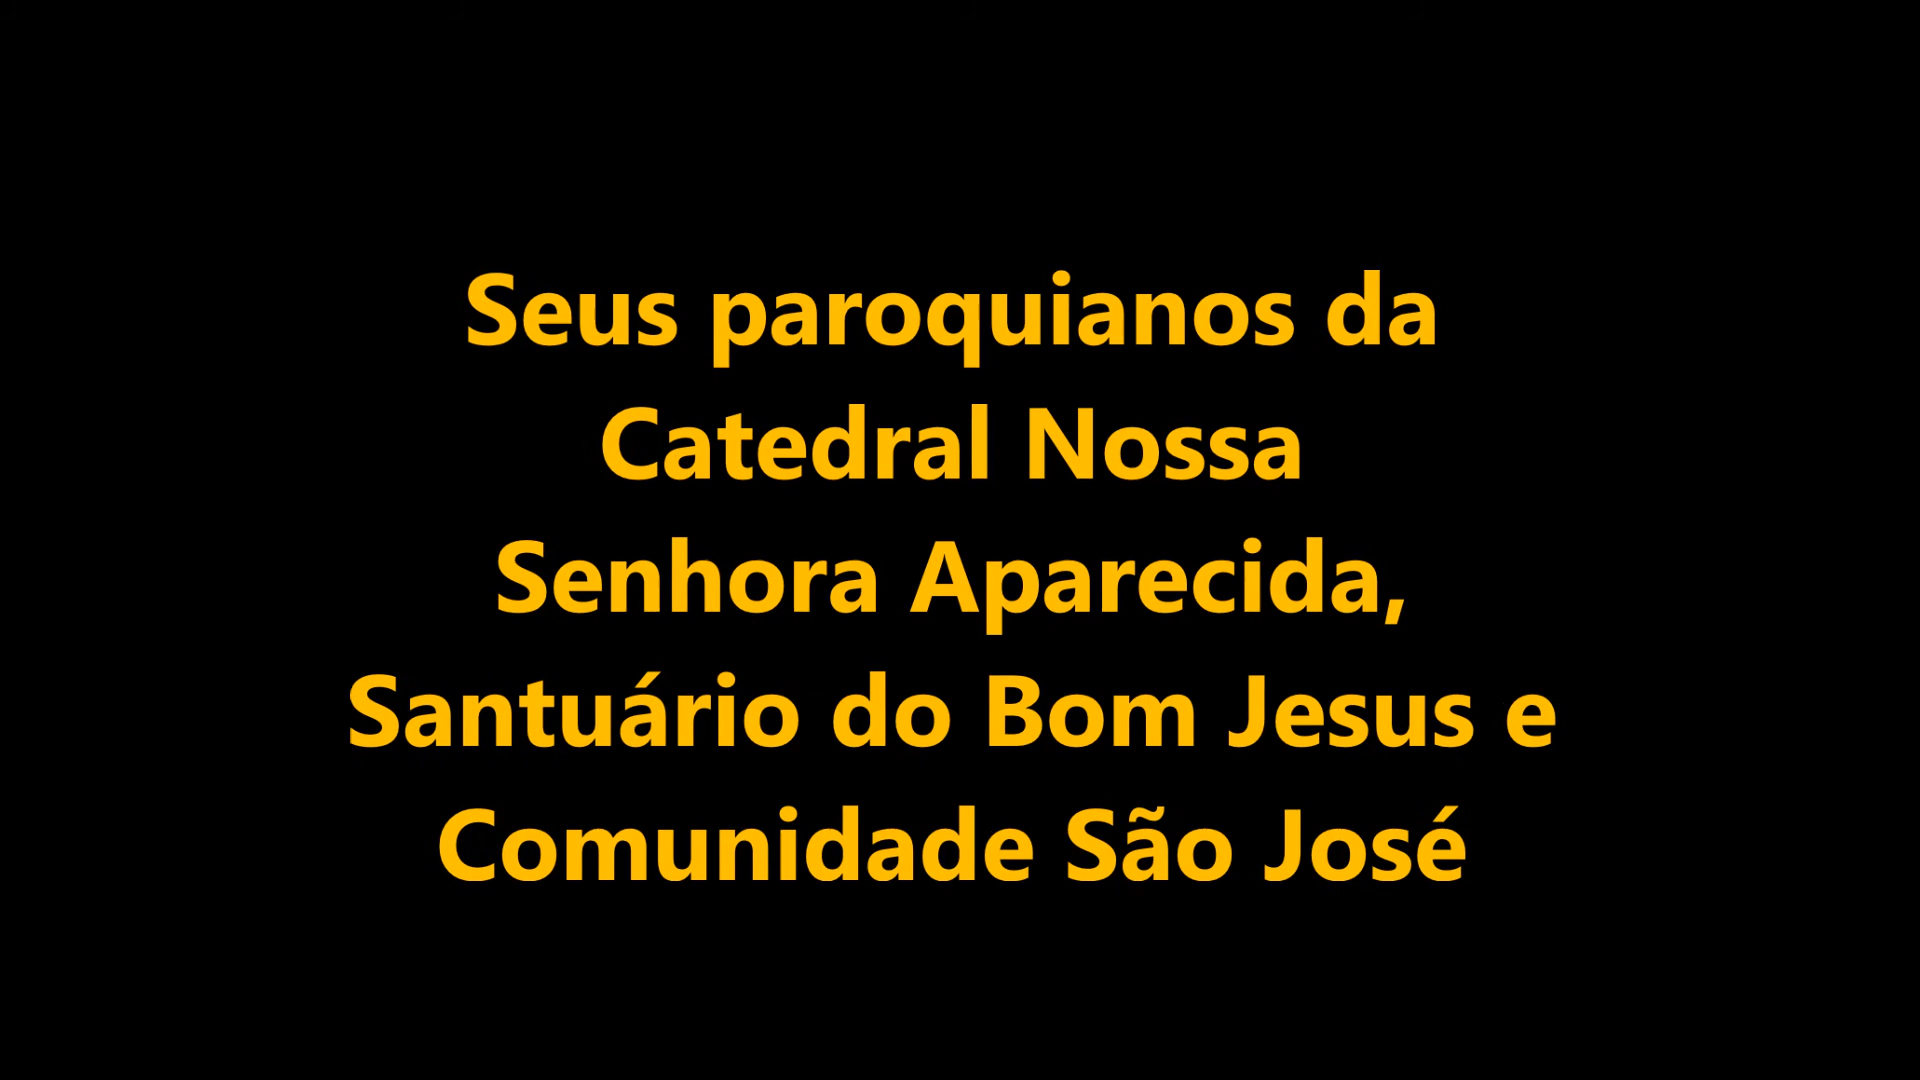 Seus paroquianos da
Catedral Nossa
Senhora Aparecida,
Santuário do Bom Jesus e
Comunidade São José